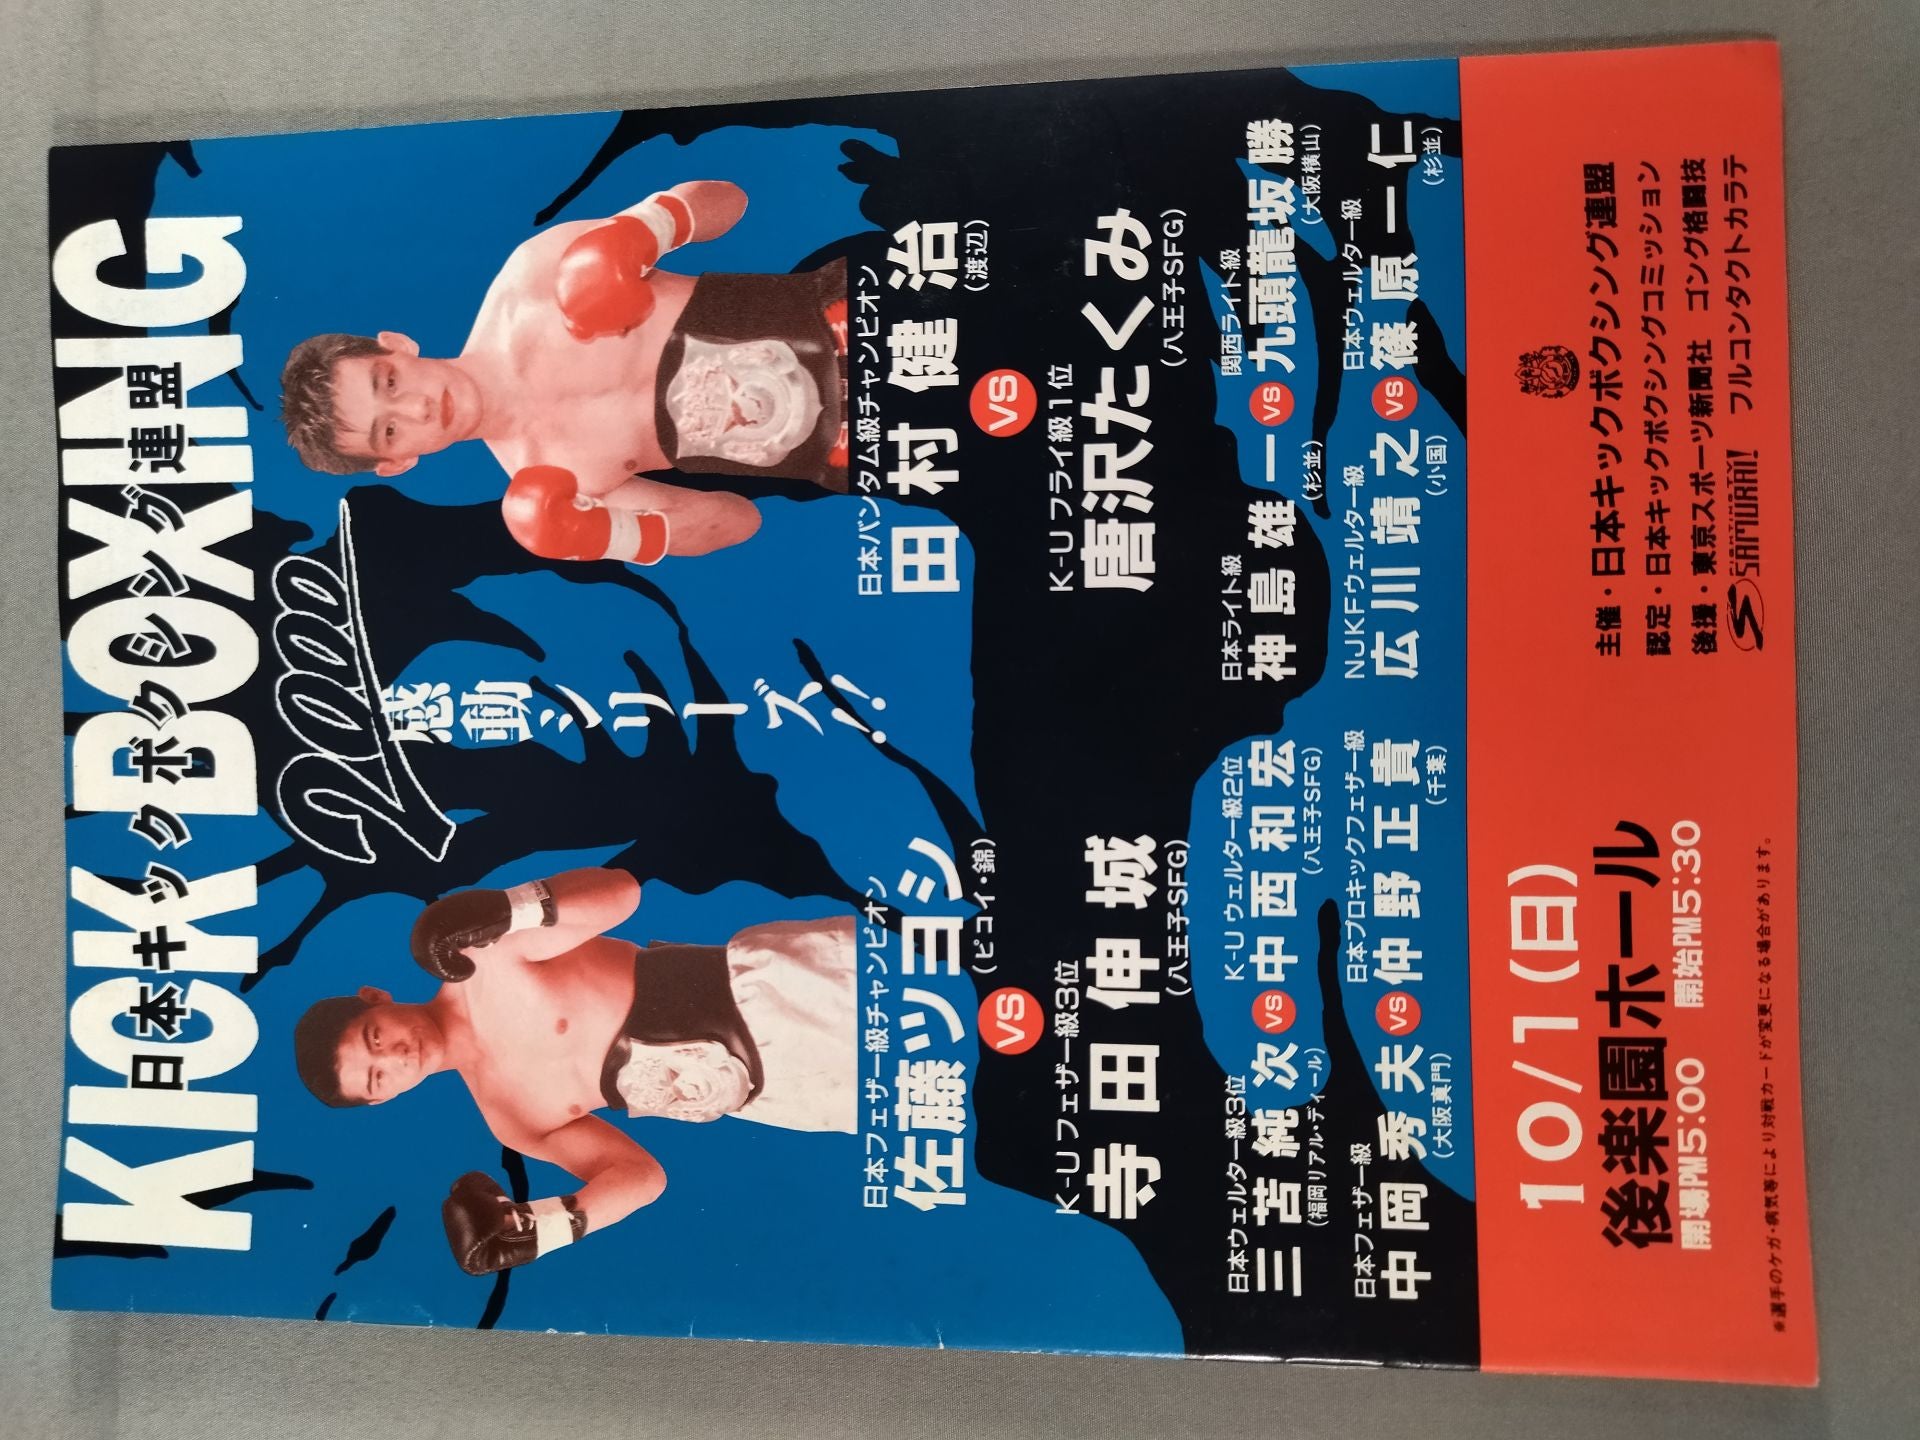 KICK BOXING
日本キックボクシング連盟
2000
感動シリーズ!!
日本フェザー級チャンピオン
佐藤ツヨシ
(ピコイ・錦)
VS
K-Uフェザー級3位
寺田伸城
(八王子SFG)
日本バンタム級チャンピオン
田村健治
(渡辺)
VS
K-Uフライ級1位
唐沢たくみ
(八王子SFG)
日本ウェルター級3位
三苫純次
(福岡リアル・ディール)
VS
K-Uウェルター級2位
中西和宏
(八王子SFG)
日本ライト級
神島雄一
(杉並)
VS
関西ライト級
九頭龍坂勝
(大阪横山)
日本フェザー級
中岡秀夫
(大阪真門)
VS
日本プロキックフェザー級
仲野正貴
(千葉)
NJKFウェルター級
広川靖之
(小国)
VS
日本ウェルター級
篠原一仁
(杉並)
10/1(日)
後楽園ホール
開場PM5:00 開始PM5:30
主催・日本キックボクシング連盟
認定・日本キックボクシングコミッション
後援・東京スポーツ新聞社 ゴング格闘技
SAMURAI! フルコンタクトカラテ
※選手のケガ・病気等により対戦カードが変更になる場合があります。